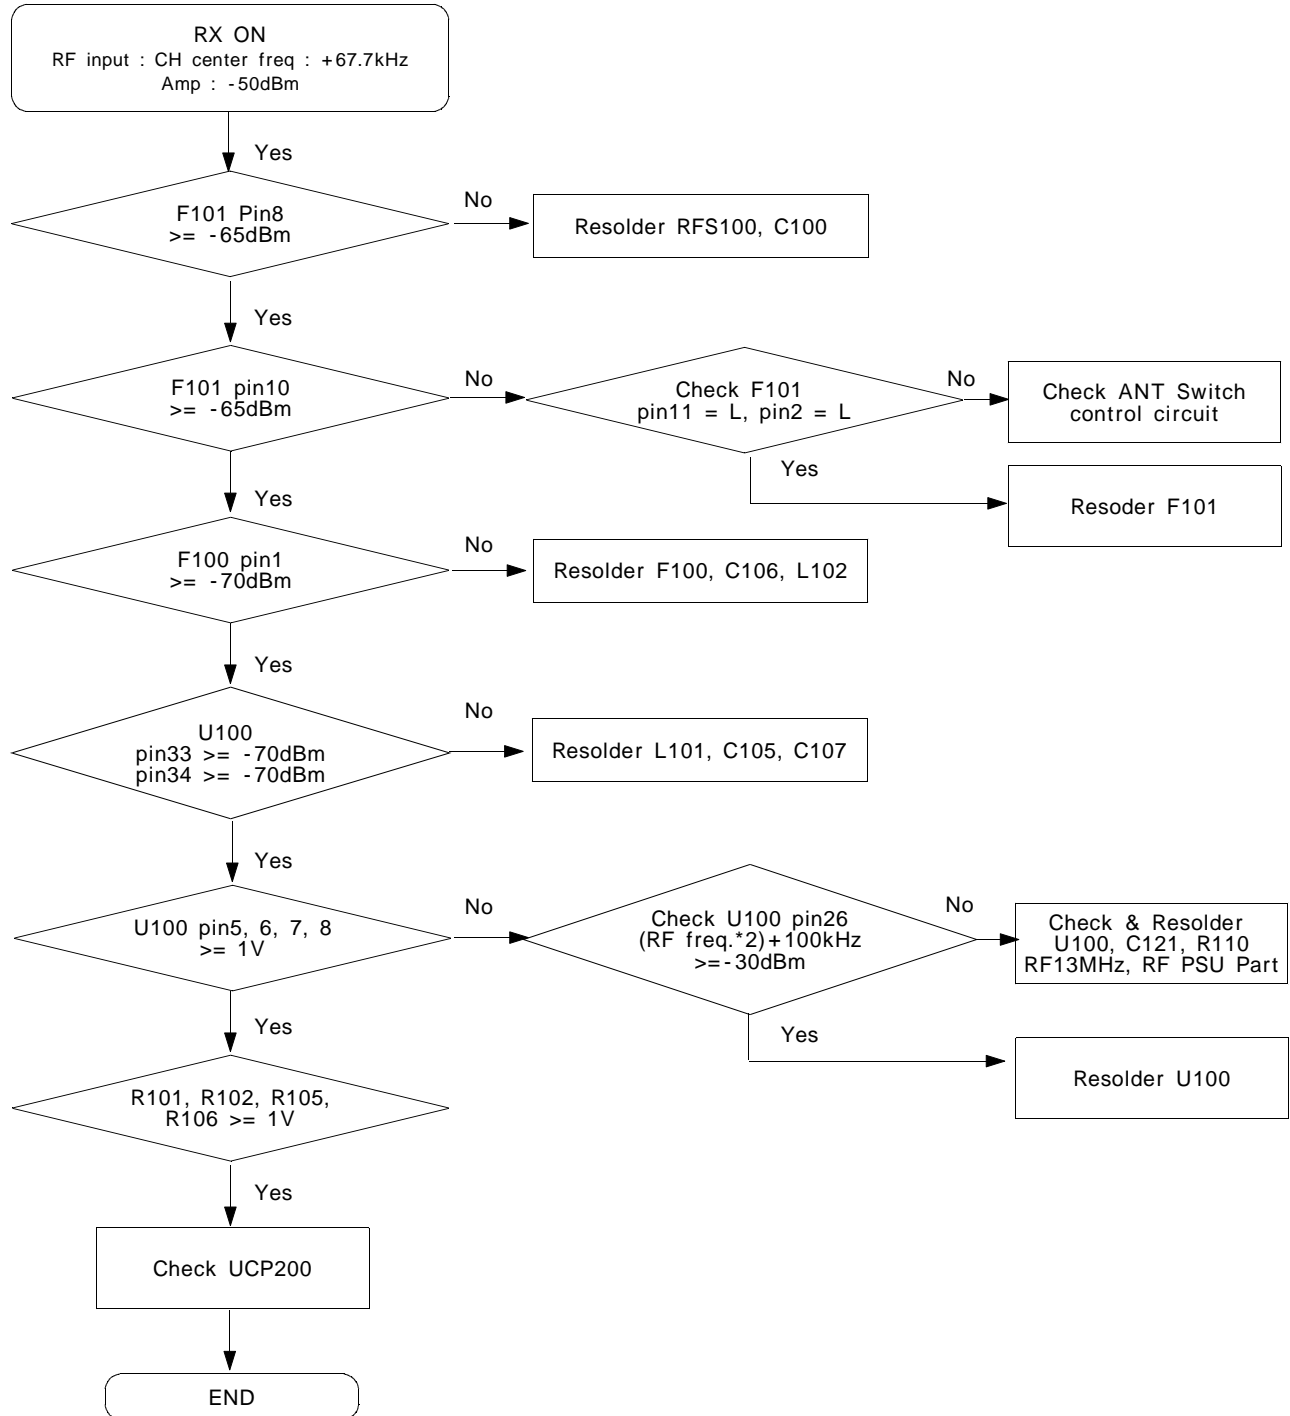 RX ON
RF input : CH center freq : +67.7kHz
Amp : -50dBm
Yes
F101 Pin8
>= -65dBm
No
Resolder RFS100, C100
Yes
F101 pin10
>= -65dBm
No
Check F101
pin11 = L, pin2 = L
No
Check ANT Switch
control circuit
Yes
Resoder F101
Yes
F100 pin1
>= -70dBm
No
Resolder F100, C106, L102
Yes
U100
pin33 >= -70dBm
pin34 >= -70dBm
No
Resolder L101, C105, C107
Yes
U100 pin5, 6, 7, 8
>= 1V
No
Check U100 pin26
(RF freq.*2)+100kHz
>=-30dBm
No
Check & Resolder
U100, C121, R110
RF13MHz, RF PSU Part
Yes
Resolder U100
Yes
R101, R102, R105,
R106 >= 1V
Yes
Check UCP200
END